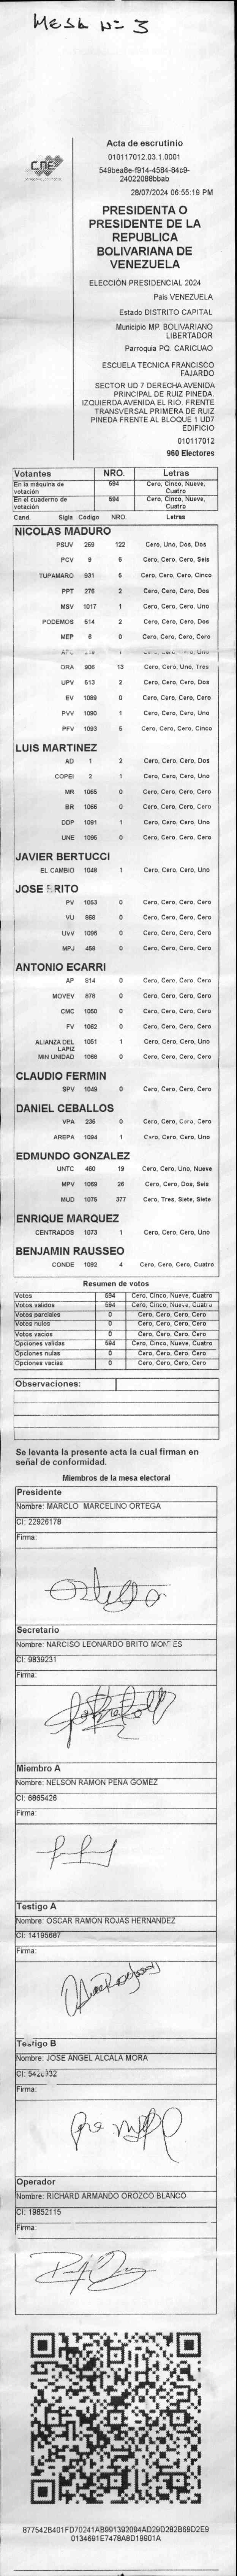 MESA Nº 3
CNE
Acta de escrutinio
010117012.03.1.0001
549bea8e-f914-4584-84c9-
24022088bbab
28/07/2024 06:55:19 PM
PRESIDENTA O
PRESIDENTE DE LA
REPUBLICA
BOLIVARIANA DE
VENEZUELA
ELECCIÓN PRESIDENCIAL 2024
País VENEZUELA
Estado DISTRITO CAPITAL
Municipio MP. BOLIVARIANO
LIBERTADOR
Parroquia PQ. CARICUAO
ESCUELA TECNICA FRANCISCO
FAJARDO
SECTOR UD 7 DERECHA AVENIDA
PRINCIPAL DE RUIZ PINEDA.
IZQUIERDA AVENIDA EL RIO. FRENTE
TRANSVERSAL PRIMERA DE RUIZ
PINEDA FRENTE AL BLOQUE 1 UD7
EDIFICIO
010117012
960 Electores
Votantes NRO. Letras
En la máquina de votación 594 Cero, Cinco, Nueve, Cuatro
En el cuaderno de votación 594 Cero, Cinco, Nueve, Cuatro
Cand. Sigla Código NRO. Letras
NICOLAS MADURO
PSUV 269 122 Cero, Uno, Dos, Dos
PCV 9 6 Cero, Cero, Cero, Seis
TUPAMARO 931 5 Cero, Cero, Cero, Cinco
PPT 276 2 Cero, Cero, Cero, Dos
MSV 1017 1 Cero, Cero, Cero, Uno
PODEMOS 514 2 Cero, Cero, Cero, Dos
MEP 6 0 Cero, Cero, Cero, Cero
1 Uno
ORA 906 13 Cero, Cero, Uno, Tres
UPV 513 2 Cero, Cero, Cero, Dos
EV 1089 0 Cero, Cero, Cero, Cero
PVV 1090 1 Cero, Cero, Cero, Uno
PFV 1093 5 Cero, Cero, Cero, Cinco
LUIS MARTINEZ
AD 1 2 Cero, Cero, Cero, Dos
COPEI 2 1 Cero, Cero, Cero, Uno
MR 1065 0 Cero, Cero, Cero, Cero
BR 1066 0 Cero, Cero, Cero, Cero
DDP 1091 1 Cero, Cero, Cero, Uno
UNE 1095 0 Cero, Cero, Cero, Cero
JAVIER BERTUCCI
EL CAMBIO 1048 1 Cero, Cero, Cero, Uno
JOSE BRITO
PV 1053 0 Cero, Cero, Cero, Cero
VU 868 0 Cero, Cero, Cero, Cero
UVV 1096 0 Cero, Cero, Cero, Cero
MPJ 459 0 Cero, Cero, Cero, Cero
ANTONIO ECARRI
AP 814 0 Cero, Cero, Cero, Cero
MOVEV 878 0 Cero, Cero, Cero, Cero
CMC 1050 0 Cero, Cero, Cero, Cero
FV 1062 0 Cero, Cero, Cero, Cero
ALIANZA DEL LAPIZ 1051 1 Cero, Cero, Cero, Uno
MIN UNIDAD 1068 0 Cero, Cero, Cero, Cero
CLAUDIO FERMIN
SPV 1049 0 Cero, Cero, Cero, Cero
DANIEL CEBALLOS
VPA 236 0 Cero, Cero, Cero, Cero
AREPA 1094 1 Cero, Cero, Cero, Uno
EDMUNDO GONZALEZ
UNTC 460 19 Cero, Cero, Uno, Nueve
MPV 1069 26 Cero, Cero, Dos, Seis
MUD 1075 377 Cero, Tres, Siete, Siete
ENRIQUE MARQUEZ
CENTRADOS 1073 1 Cero, Cero, Cero, Uno
BENJAMIN RAUSSEO
CONDE 1092 4 Cero, Cero, Cero, Cuatro
Resumen de votos
Votos 594 Cero, Cinco, Nueve, Cuatro
Votos validos 594 Cero, Cinco, Nueve, Cuatro
Votos parciales 0 Cero, Cero, Cero, Cero
Votos nulos 0 Cero, Cero, Cero, Cero
Votos vacios 0 Cero, Cero, Cero, Cero
Opciones validas 594 Cero, Cinco, Nueve, Cuatro
Opciones nulas 0 Cero, Cero, Cero, Cero
Opciones vacias 0 Cero, Cero, Cero, Cero
Observaciones:
Se levanta la presente acta la cual firman en
señal de conformidad.
Miembros de la mesa electoral
Presidente
Nombre: MARCLO MARCELINO ORTEGA
CI: 22926178
Firma:
Secretario
Nombre: NARCISO LEONARDO BRITO MONTES
CI: 9839231
Firma:
Miembro A
Nombre: NELSON RAMON PEÑA GOMEZ
CI: 6865426
Firma:
Testigo A
Nombre: OSCAR RAMON ROJAS HERNANDEZ
CI: 14195687
Firma:
Testigo B
Nombre: JOSE ANGEL ALCALA MORA
CI:
Firma:
Operador
Nombre: RICHARD ARMANDO OROZCO BLANCO
CI: 19852115
Firma:
877542B401FD70241AB991392094AD29D282B69D2E9
0134691E7478A8D19901A